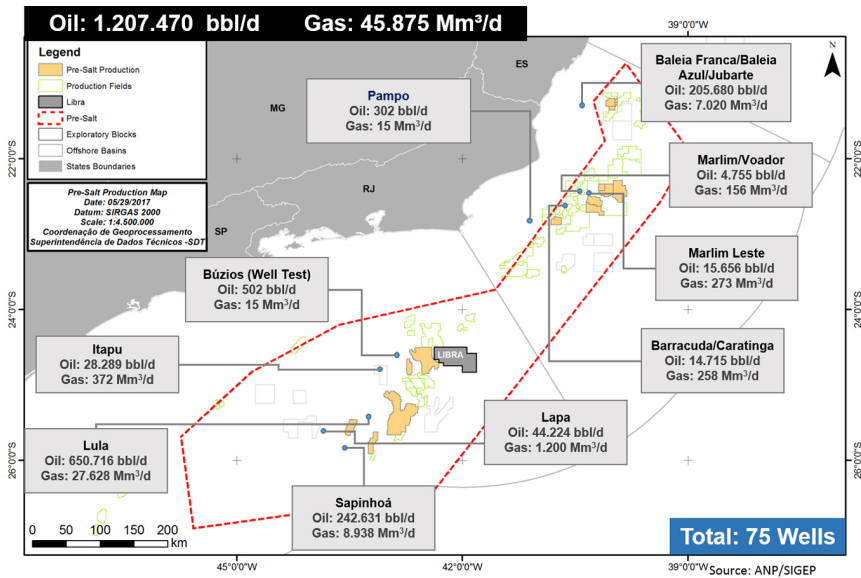 Oil: 1.207.470 bbl/d Gas: 45.875 Mm³/d
39°0'0"W
Legend
Pre-Salt Production
Production Fields
Libra
Pre-Salt
Exploratory Blocks
Offshore Basins
States Boundaries
Pre-Salt Production Map
Date: 05/29/2017
Datum: SIRGAS 2000
Scale: 1:4.500.000
Coordenação de Geoprocessamento
Superintendência de Dados Técnicos -SDT
ES
MG
RJ
SP
N
Baleia Franca/Baleia
Azul/Jubarte
Oil: 205.680 bbl/d
Gas: 7.020 Mm³/d
Pampo
Oil: 302 bbl/d
Gas: 15 Mm³/d
Marlim/Voador
Oil: 4.755 bbl/d
Gas: 156 Mm³/d
Marlim Leste
Oil: 15.656 bbl/d
Gas: 273 Mm³/d
Búzios (Well Test)
Oil: 502 bbl/d
Gas: 15 Mm³/d
Barracuda/Caratinga
Oil: 14.715 bbl/d
Gas: 258 Mm³/d
Itapu
Oil: 28.289 bbl/d
Gas: 372 Mm³/d
LIBRA
Lapa
Oil: 44.224 bbl/d
Gas: 1.200 Mm³/d
Lula
Oil: 650.716 bbl/d
Gas: 27.628 Mm³/d
Sapinhoá
Oil: 242.631 bbl/d
Gas: 8.938 Mm³/d
22°0'0"S
22°0'0"S
24°0'0"S
24°0'0"S
26°0'0"S
26°0'0"S
0 50 100 150 200
km
Total: 75 Wells
45°0'0"W
42°0'0"W
39°0'0"W
Source: ANP/SIGEP